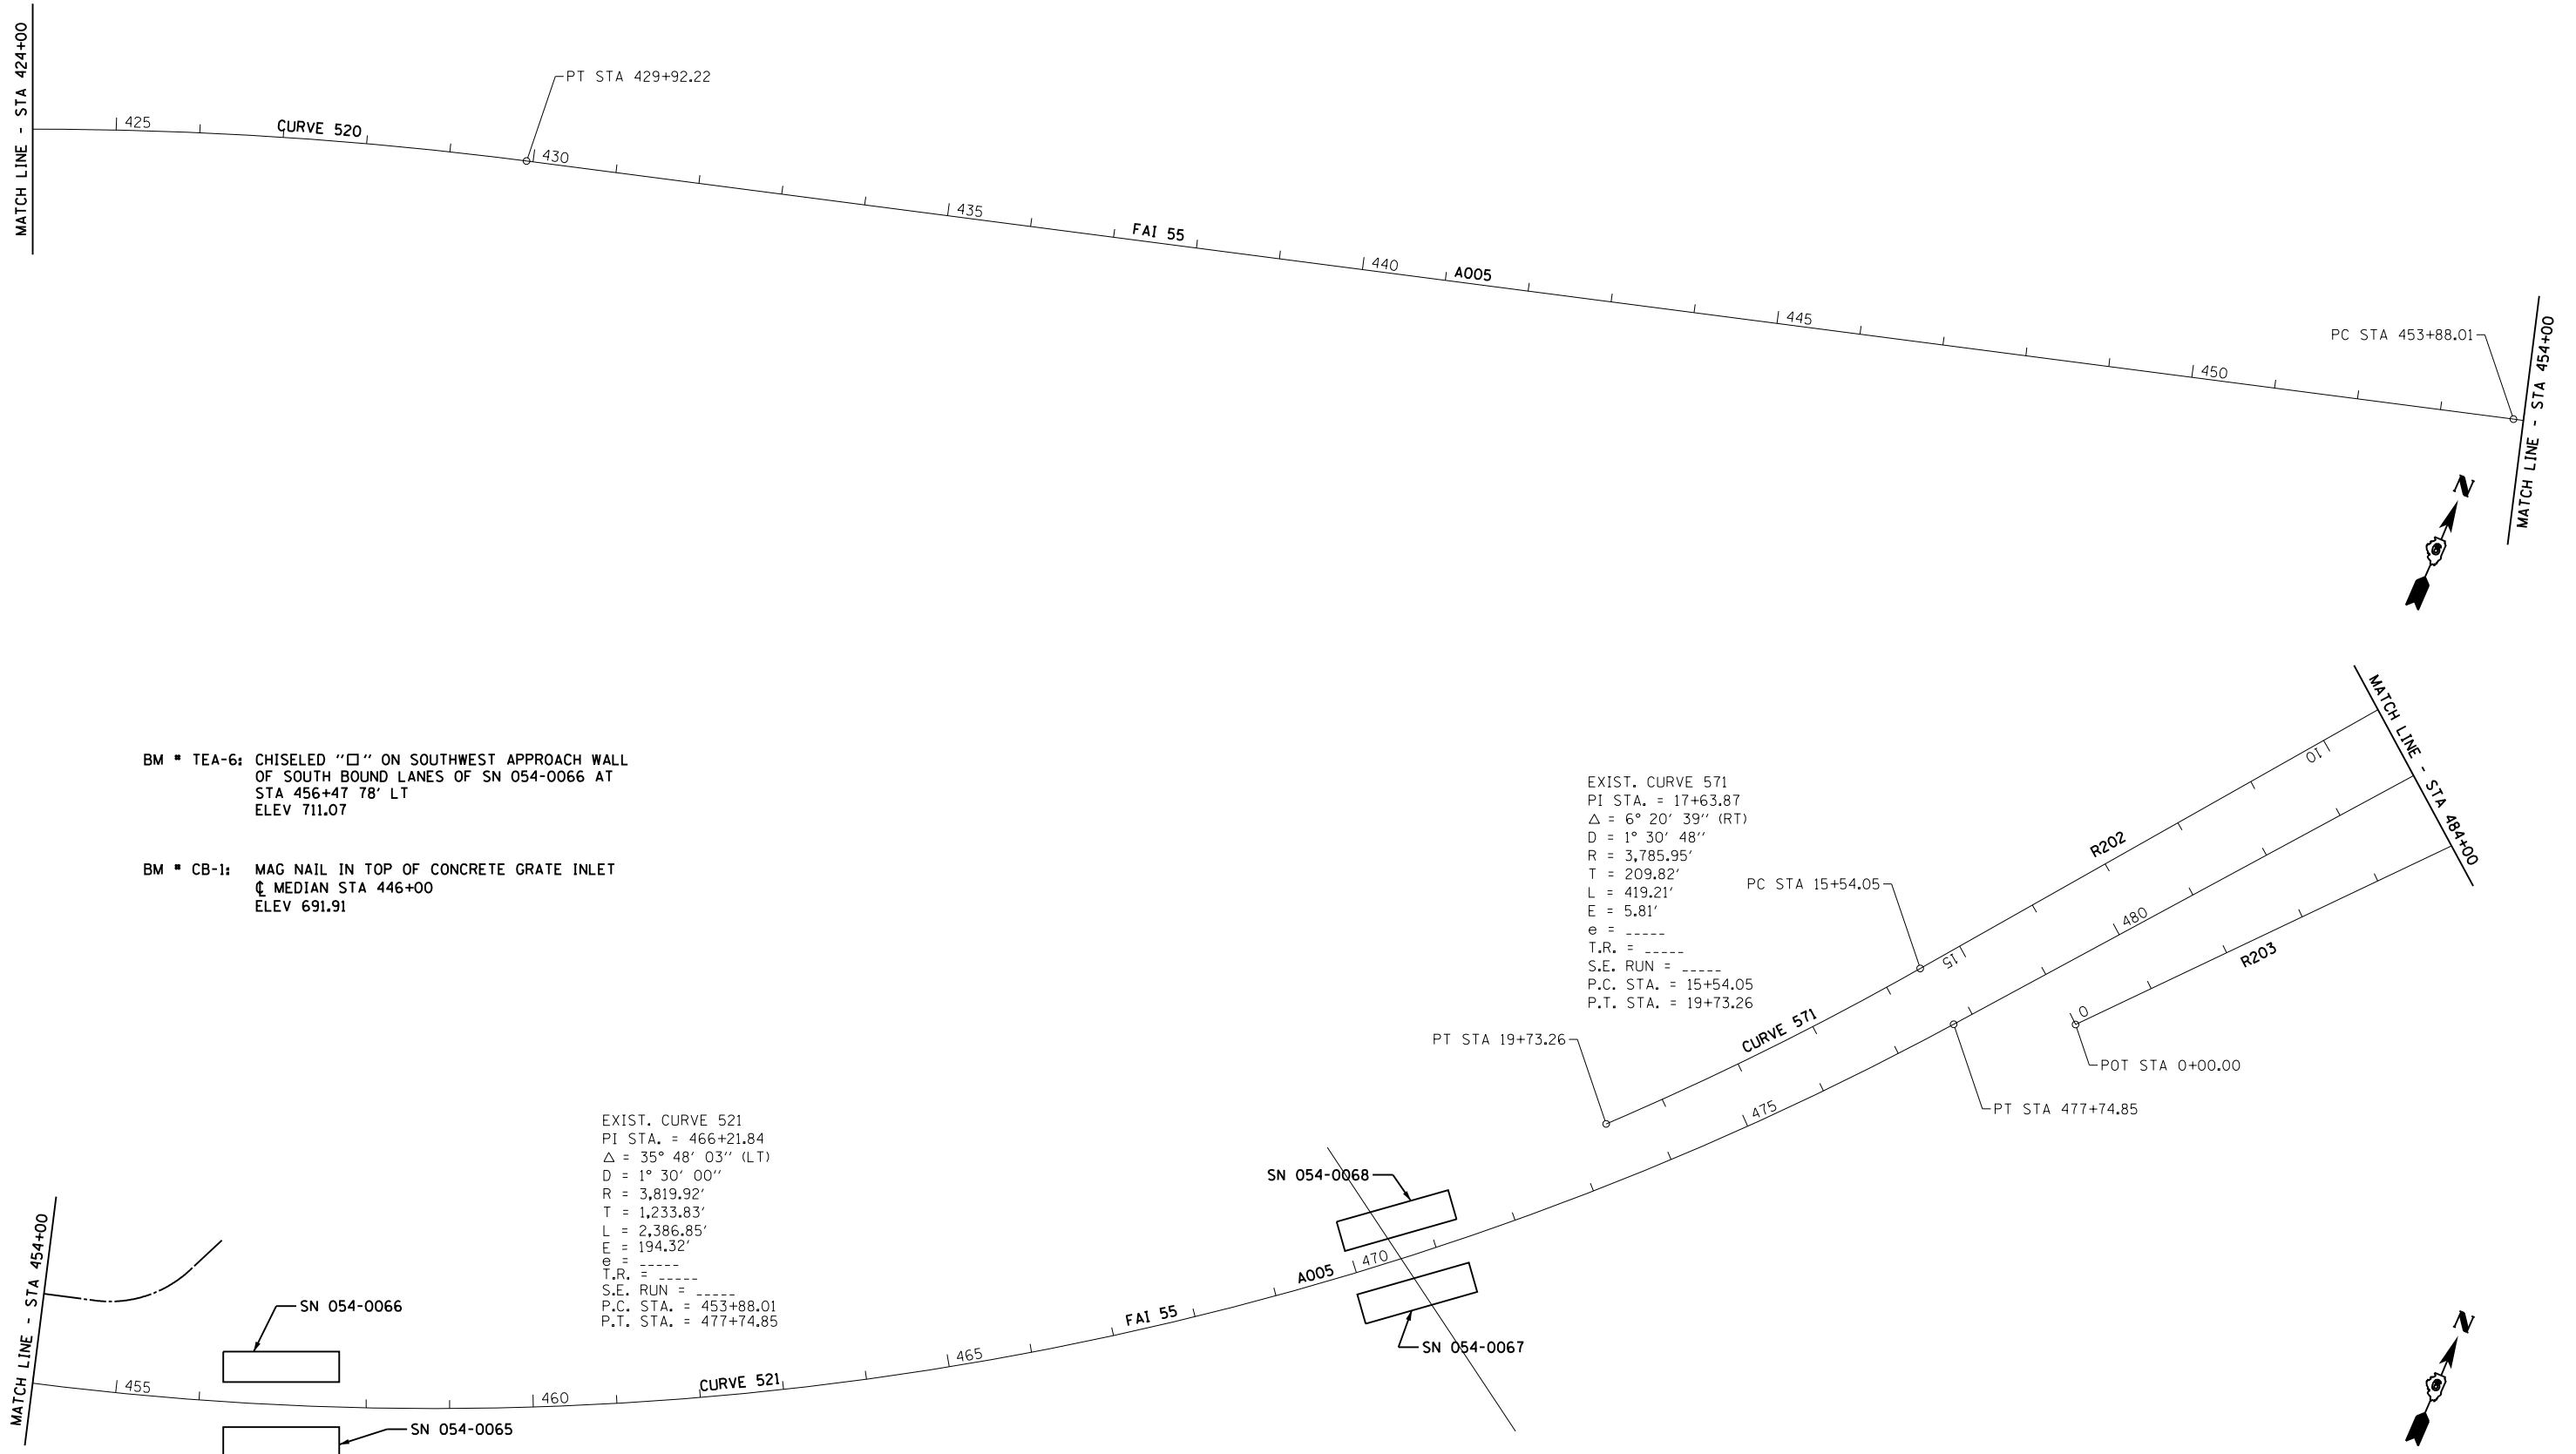 MATCH LINE - STA 424+00
PT STA 429+92.22
425
CURVE 520
430
435
FAI 55
440
A005
445
450
PC STA 453+88.01
MATCH LINE - STA 454+00
N
BM # TEA-6: CHISELED "□" ON SOUTHWEST APPROACH WALL
OF SOUTH BOUND LANES OF SN 054-0066 AT
STA 456+47 78' LT
ELEV 711.07
BM # CB-1: MAG NAIL IN TOP OF CONCRETE GRATE INLET
℄ MEDIAN STA 446+00
ELEV 691.91
EXIST. CURVE 571
PI STA. = 17+63.87
△ = 6° 20' 39'' (RT)
D = 1° 30' 48''
R = 3,785.95'
T = 209.82'
L = 419.21'
E = 5.81'
e = _____
T.R. = _____
S.E. RUN = _____
P.C. STA. = 15+54.05
P.T. STA. = 19+73.26
PC STA 15+54.05
PT STA 19+73.26
CURVE 571
15
R202
10
MATCH LINE - STA 484+00
480
R203
0
POT STA 0+00.00
PT STA 477+74.85
475
EXIST. CURVE 521
PI STA. = 466+21.84
△ = 35° 48' 03'' (LT)
D = 1° 30' 00''
R = 3,819.92'
T = 1,233.83'
L = 2,386.85'
E = 194.32'
e = _____
T.R. = _____
S.E. RUN = _____
P.C. STA. = 453+88.01
P.T. STA. = 477+74.85
SN 054-0068
470
A005
FAI 55
SN 054-0067
465
CURVE 521
460
MATCH LINE - STA 454+00
SN 054-0066
455
SN 054-0065
N